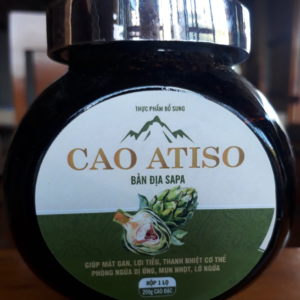 THỰC PHẨM BỔ SUNG
CAO ATISO
BẢN ĐỊA SAPA
GIÚP MÁT GAN, LỢI TIỂU, THANH NHIỆT CƠ THỂ
PHÒNG NGỪA DỊ ỨNG, MỤN NHỌT, LỞ NGỨA
HỘP 1 LỌ
250g CAO ĐẶC